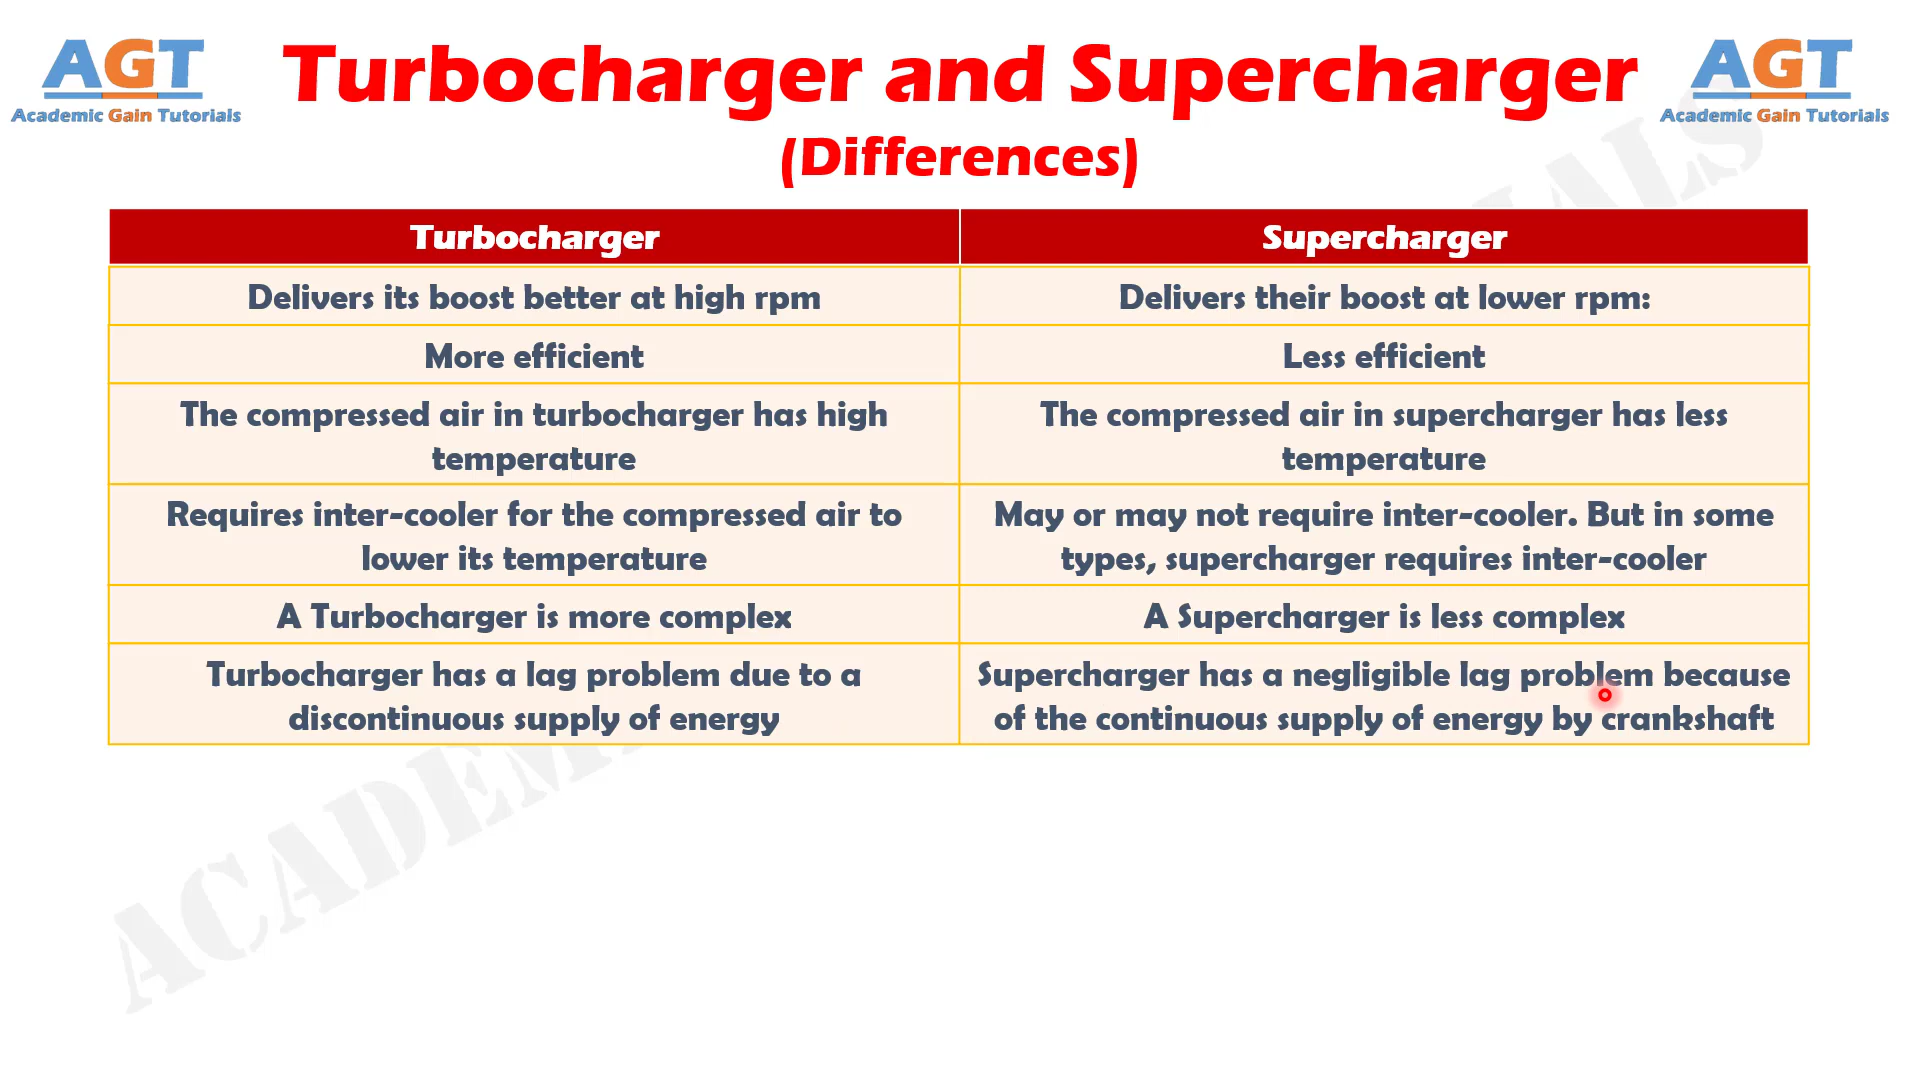 AGT
Academic Gain Tutorials
Turbocharger and Supercharger
(Differences)
AGT
Academic Gain Tutorials
Turbocharger
Supercharger
Delivers its boost better at high rpm
Delivers their boost at lower rpm:
More efficient
Less efficient
The compressed air in turbocharger has high
temperature
The compressed air in supercharger has less
temperature
Requires inter-cooler for the compressed air to
lower its temperature
May or may not require inter-cooler. But in some
types, supercharger requires inter-cooler
A Turbocharger is more complex
A Supercharger is less complex
Turbocharger has a lag problem due to a
discontinuous supply of energy
Supercharger has a negligible lag problem because
of the continuous supply of energy by crankshaft